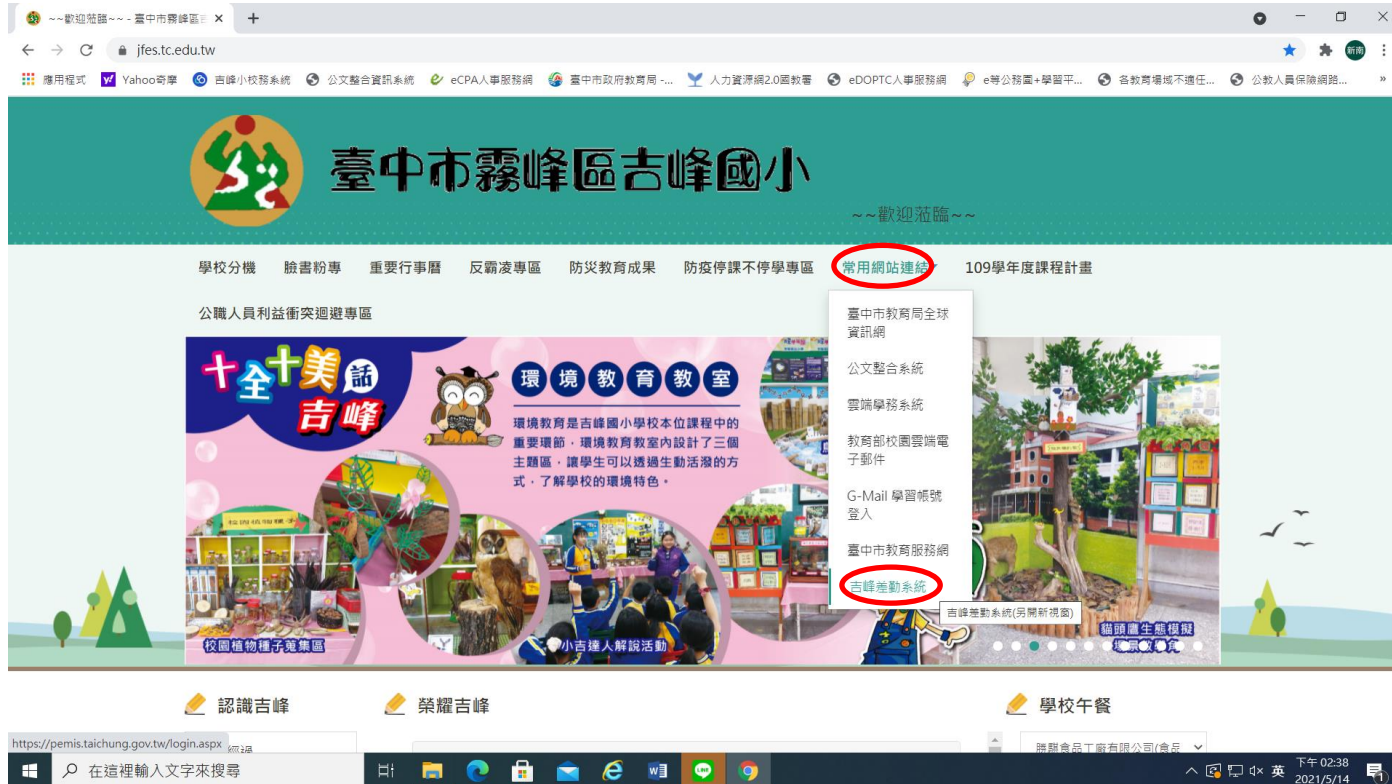 ~~歡迎蒞臨~~ - 臺中市霧峰區吉
jfes.tc.edu.tw
新南
應用程式 Yahoo奇摩 吉峰小校務系統 公文整合資訊系統 eCPA人事服務網 臺中市政府教育局 -... 人力資源網2.0國教署 eDOPTC人事服務網 e等公務園+學習平... 各教育場域不適任... 公教人員保險網路... »
臺中市霧峰區吉峰國小
~~歡迎蒞臨~~
學校分機 臉書粉專 重要行事曆 反霸凌專區 防災教育成果 防疫停課不停學專區 常用網站連結 109學年度課程計畫
公職人員利益衝突迴避專區
臺中市教育局全球
資訊網
公文整合系統
雲端學務系統
教育部校園雲端電
子郵件
G-Mail 學習帳號
登入
臺中市教育服務網
吉峰差勤系統
吉峰差勤系統(另開新視窗)
十全十美話
吉峰
環境教育教室
環境教育是吉峰國小學校本位課程中的
重要環節,環境教育教室內設計了三個
主題區,讓學生可以透過生動活潑的方
式,了解學校的環境特色。
校園植物種子蒐集區
小吉達人解說活動
貓頭鷹生態模擬
認識吉峰 榮耀吉峰 學校午餐
https://pemis.taichung.gov.tw/login.aspx
在這裡輸入文字來搜尋
LINE
英
下午 02:38
2021/5/14